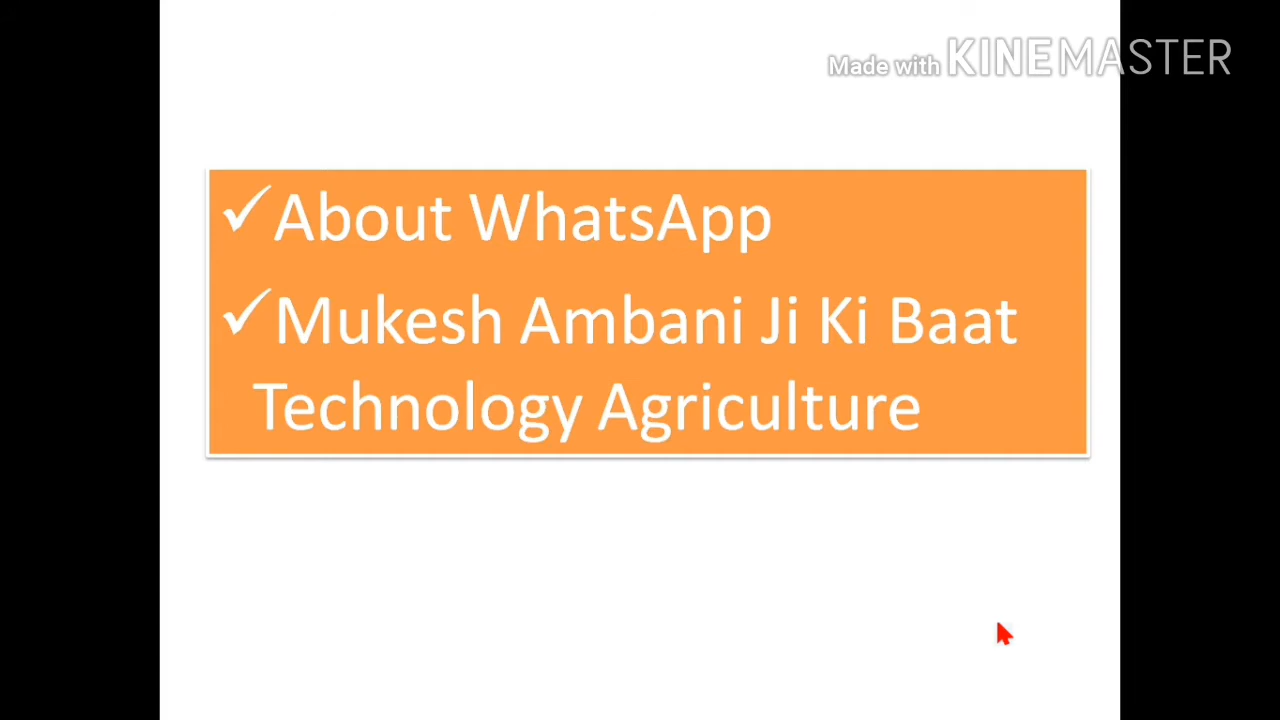 Made with KINEMASTER
✓About WhatsApp
✓Mukesh Ambani Ji Ki Baat
Technology Agriculture